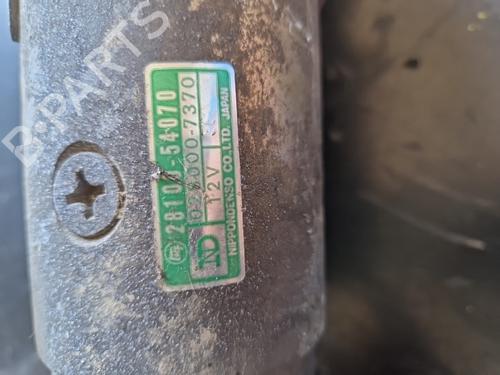 28100-54070
ND
028000-7370
12V
NIPPONDENSO CO., LTD. JAPAN
B-PARTS